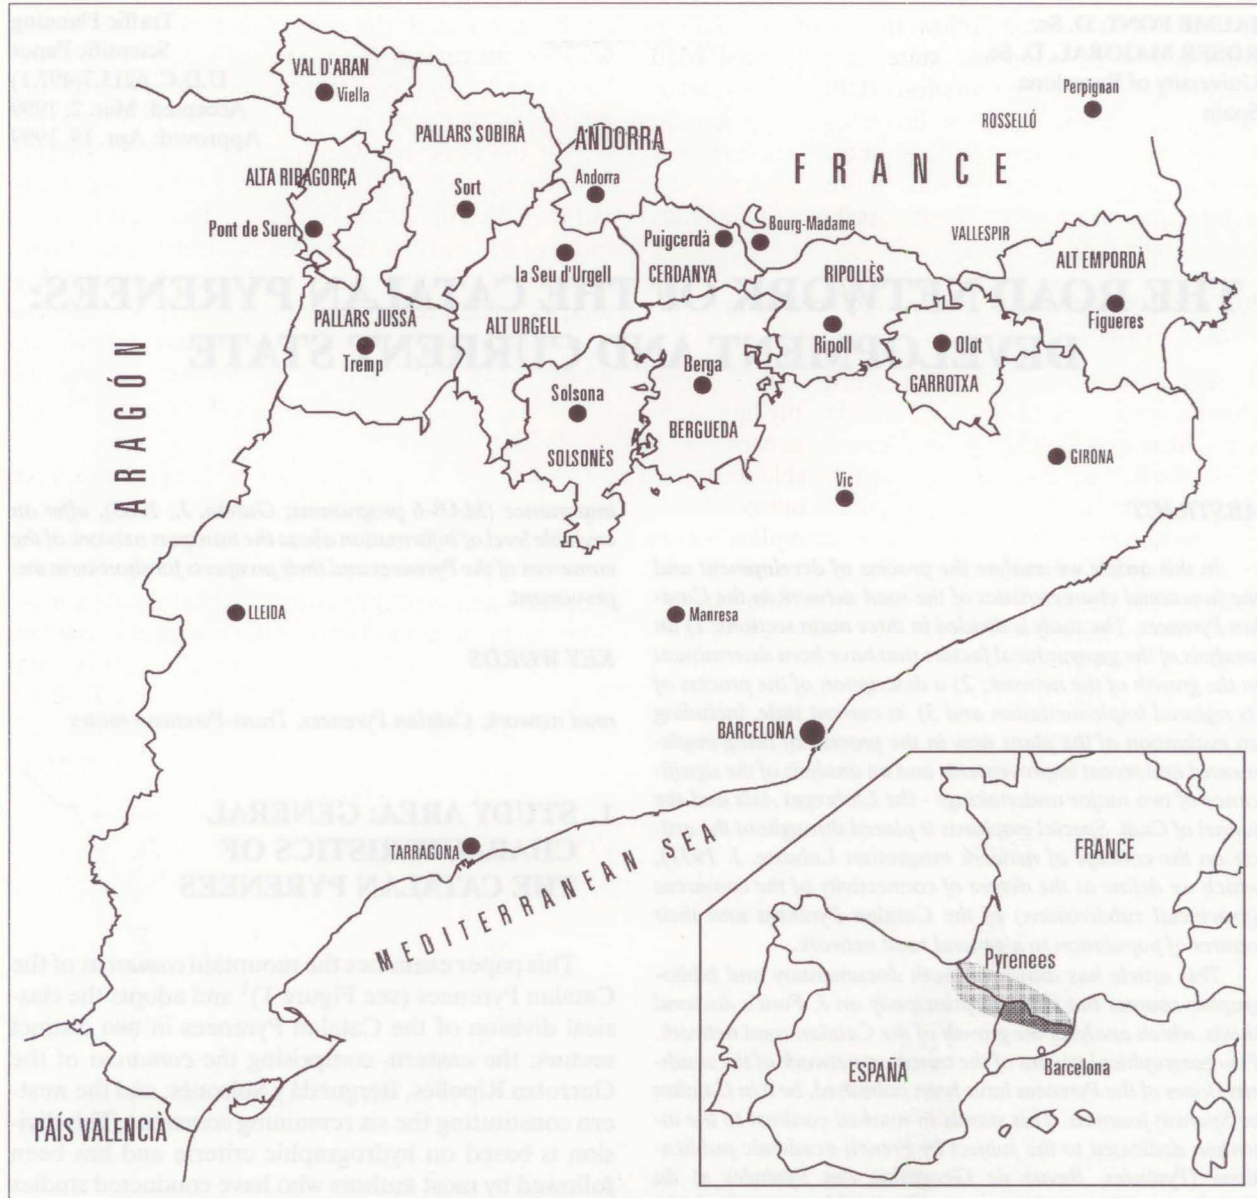 VAL D'ARAN
Viella
PALLARS SOBIRÀ
ANDORRA
Perpignan
ROSSELLÓ
FRANCE
ALTA RIBAGORÇA
Sort
Andorra
Pont de Suert
Puigcerdà
Bourg-Madame
VALLESPIR
la Seu d'Urgell
CERDANYA
RIPOLLÈS
ALT EMPORDÀ
PALLARS JUSSÀ
ALT URGELL
Figueres
Tremp
Ripoll
Olot
Berga
GARROTXA
Solsona
BERGUEDA
ARAGÓN
SOLSONÈS
GIRONA
Vic
LLEIDA
Manresa
BARCELONA
TARRAGONA
MEDITERRANEAN SEA
PAÍS VALENCIÀ
FRANCE
Pyrenees
ESPAÑA
Barcelona